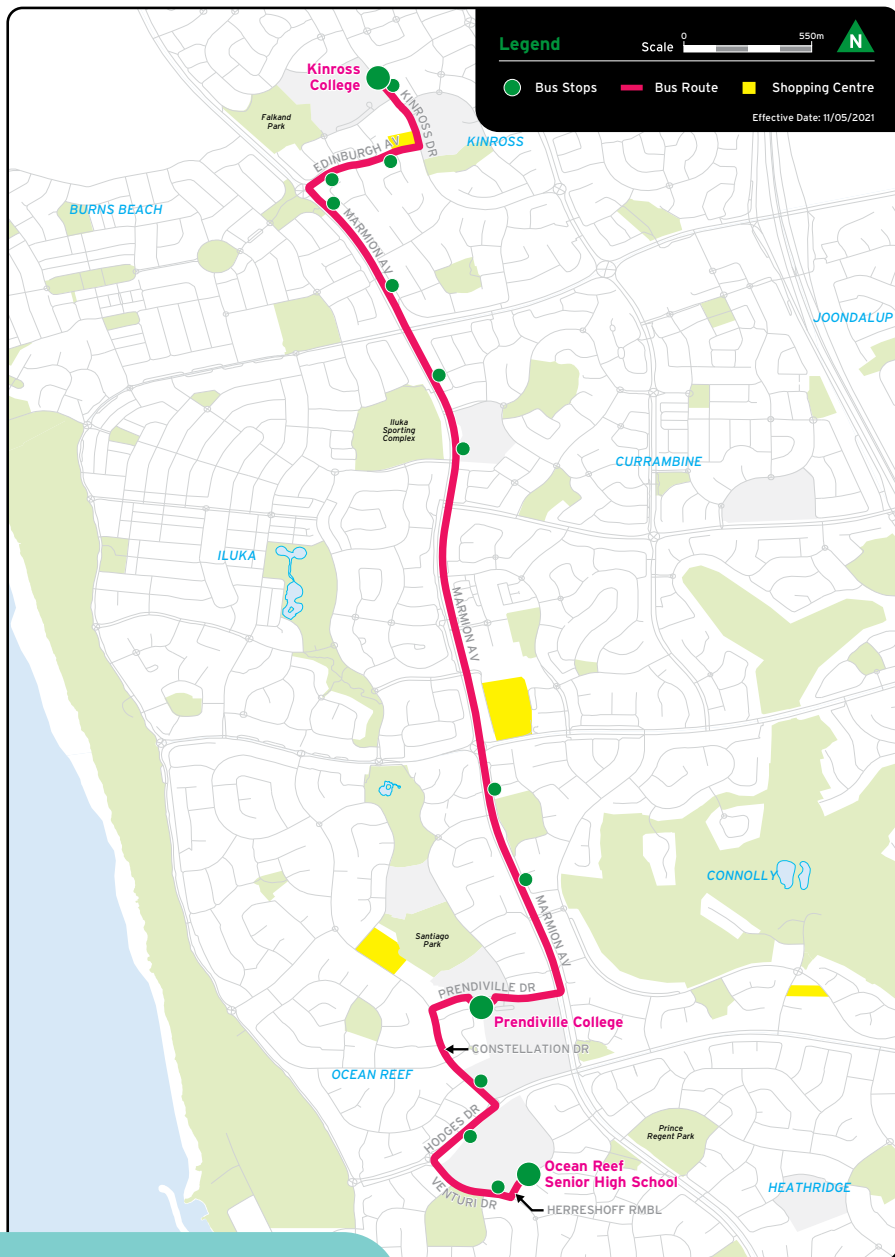 Legend
Scale
0
550m
N
Bus Stops
Bus Route
Shopping Centre
Effective Date: 11/05/2021
Kinross
College
KINROSS DR
Falkand
Park
EDINBURGH AV
KINROSS
BURNS BEACH
MARMION AV
JOONDALUP
Iluka
Sporting
Complex
CURRAMBINE
ILUKA
MARMION AV
CONNOLLY
MARMION AV
Santiago
Park
PRENDIVILLE DR
Prendiville College
CONSTELLATION DR
OCEAN REEF
HODGES DR
Prince
Regent Park
Ocean Reef
Senior High School
HEATHRIDGE
VENTURI DR
HERRESHOFF RMBL